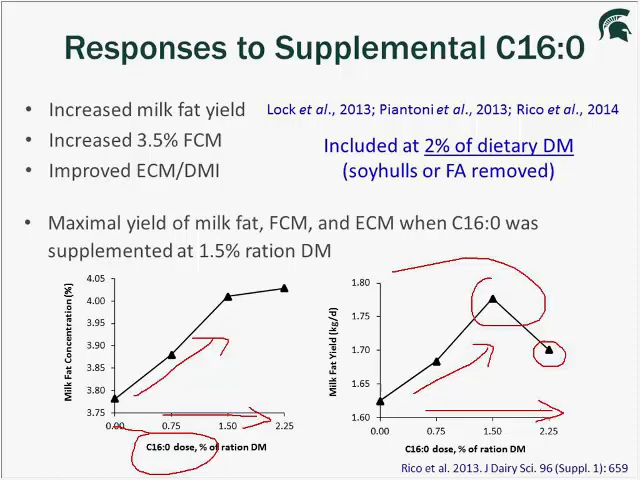 Responses to Supplemental C16:0
• Increased milk fat yield
Lock et al., 2013; Piantoni et al., 2013; Rico et al., 2014
• Increased 3.5% FCM
Included at 2% of dietary DM
• Improved ECM/DMI
(soyhulls or FA removed)
• Maximal yield of milk fat, FCM, and ECM when C16:0 was
supplemented at 1.5% ration DM
Milk Fat Concentration (%)
4.05
4.00
3.95
3.90
3.85
3.80
3.75
0.00 0.75 1.50 2.25
C16:0 dose, % of ration DM
Milk Fat Yield (kg/d)
1.80
1.70
1.65
1.60
0.00 0.75 1.50 2.25
C16:0 dose, % of ration DM
Rico et al. 2013. J Dairy Sci. 96 (Suppl. 1): 659